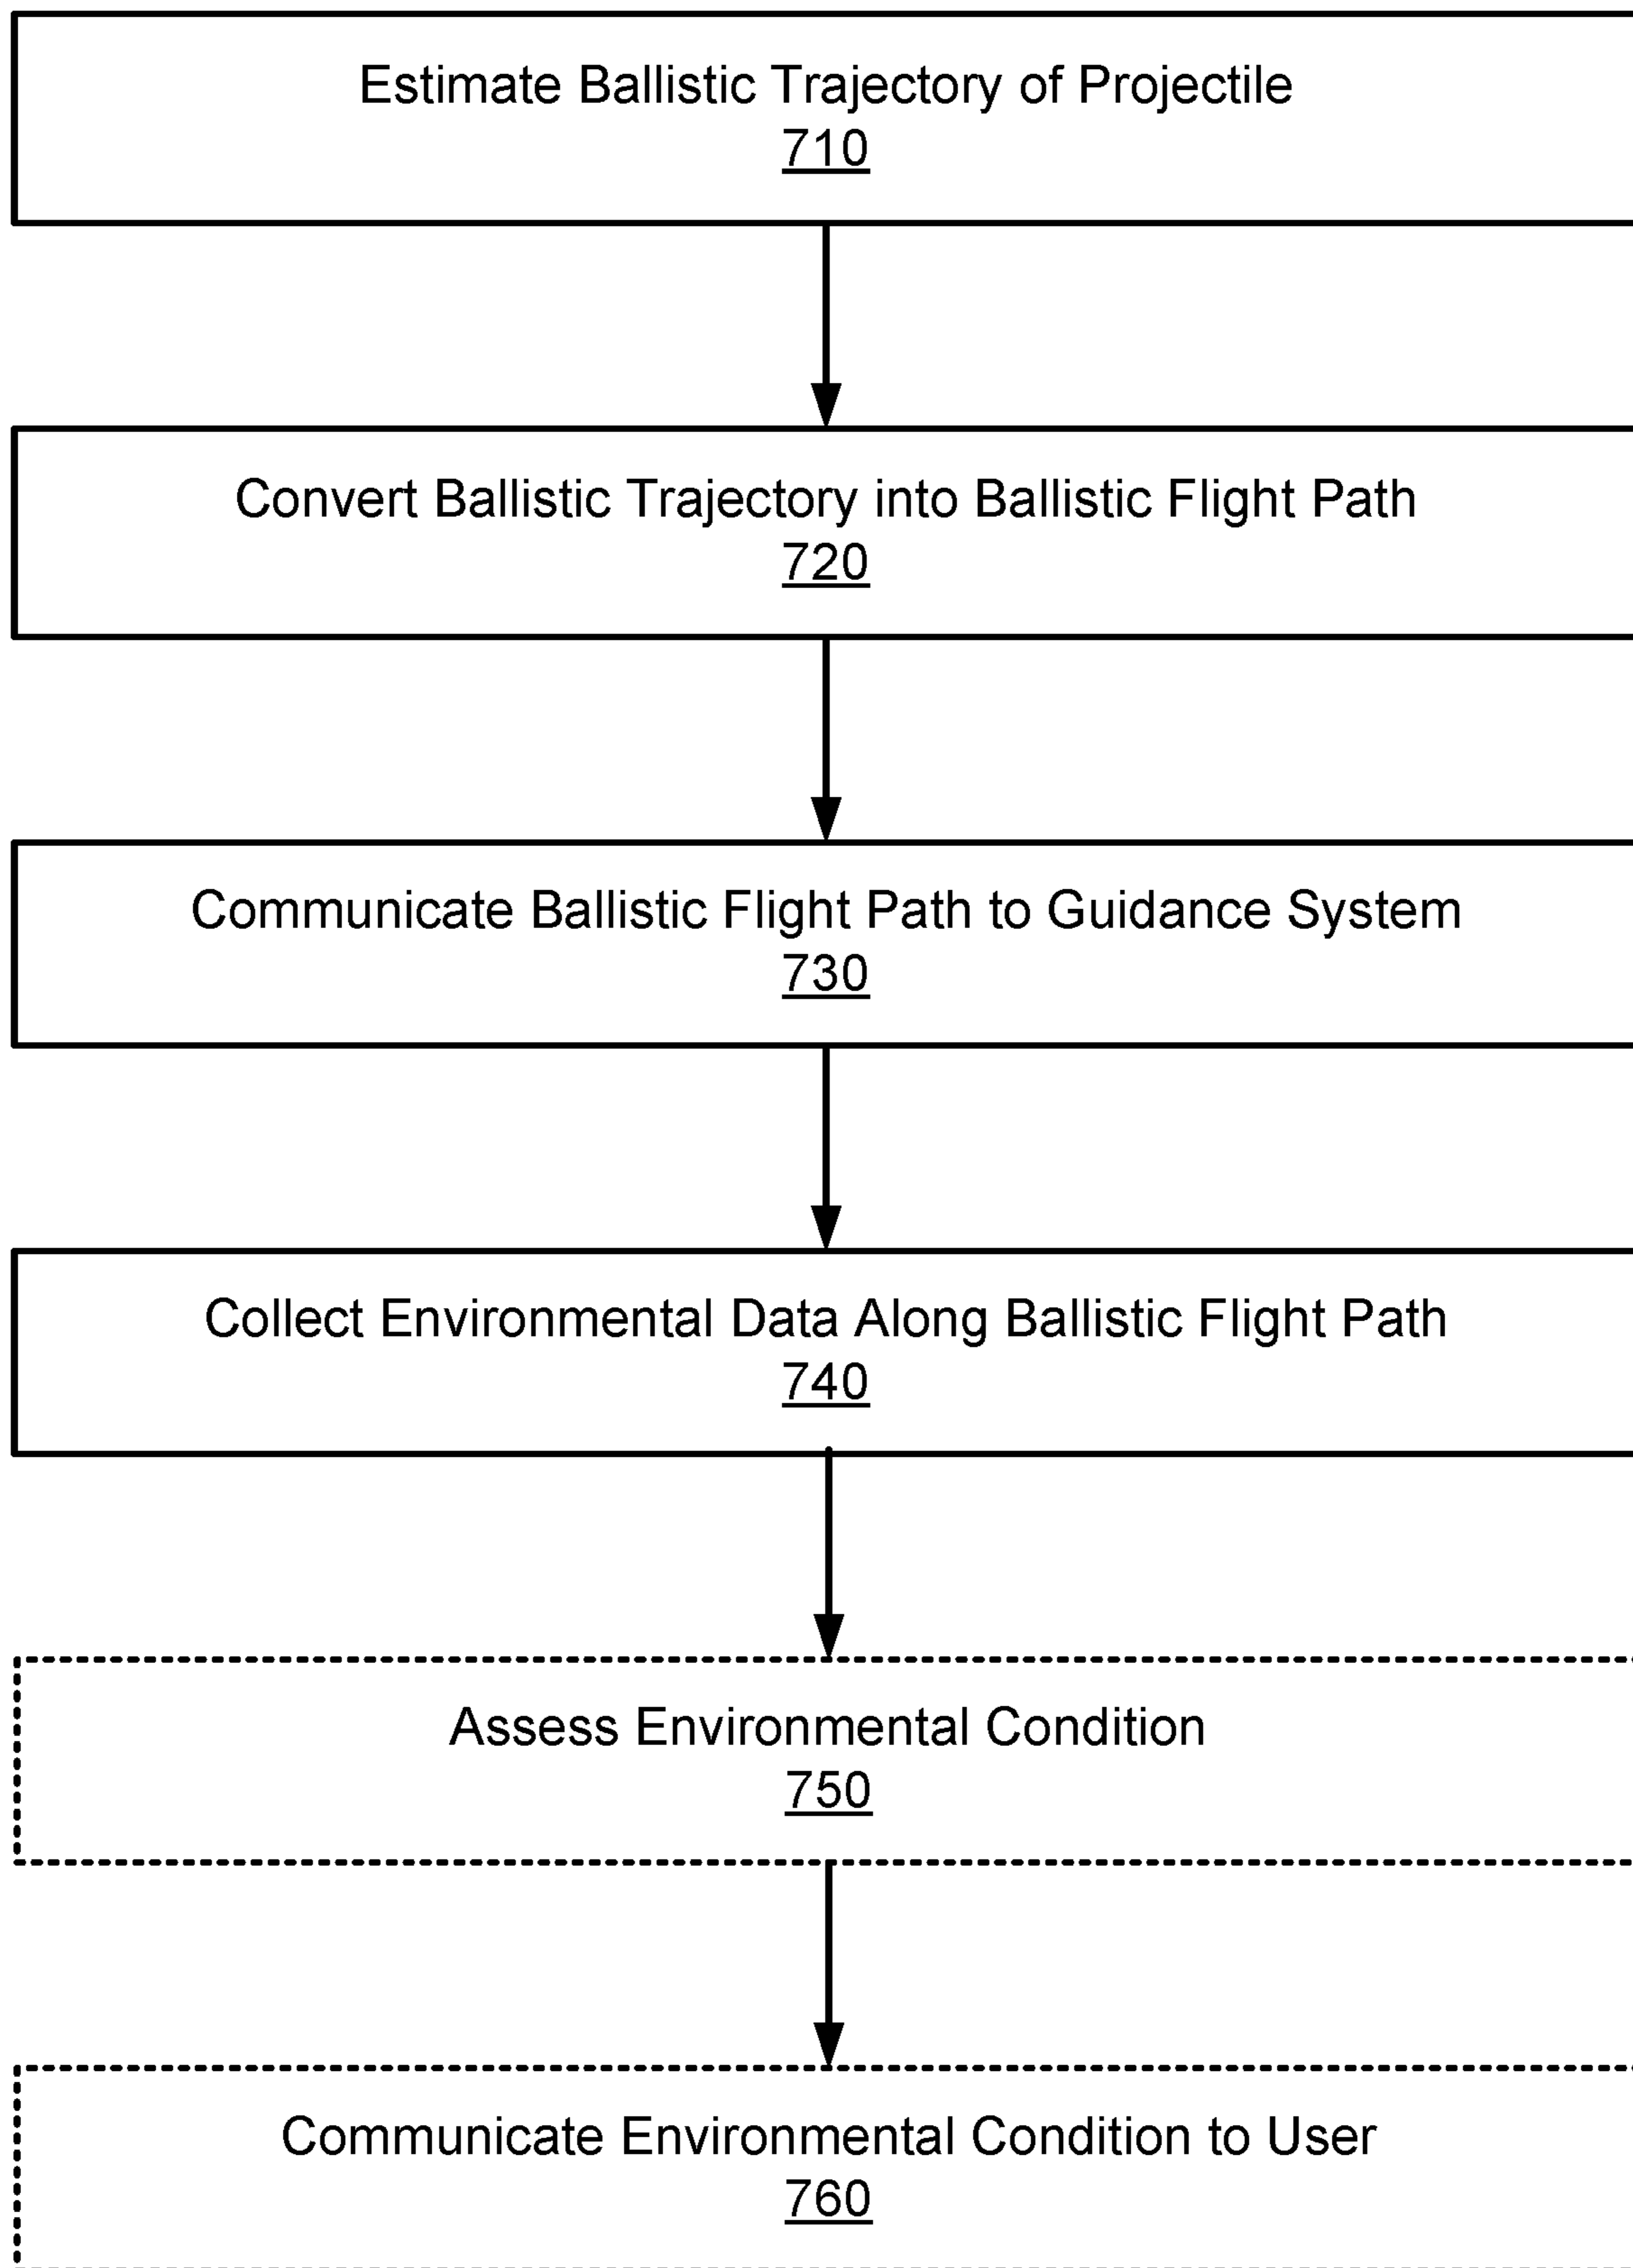 Estimate Ballistic Trajectory of Projectile
710
Convert Ballistic Trajectory into Ballistic Flight Path
720
Communicate Ballistic Flight Path to Guidance System
730
Collect Environmental Data Along Ballistic Flight Path
740
Assess Environmental Condition
750
Communicate Environmental Condition to User
760